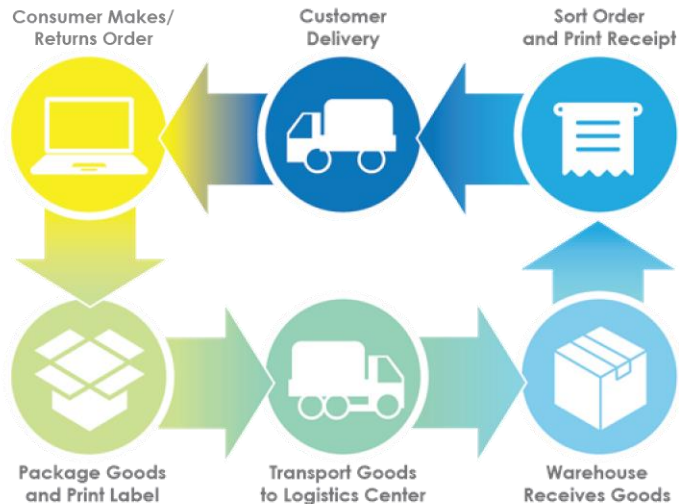 Consumer Makes/
Returns Order
Customer
Delivery
Sort Order
and Print Receipt
Package Goods
and Print Label
Transport Goods
to Logistics Center
Warehouse
Receives Goods